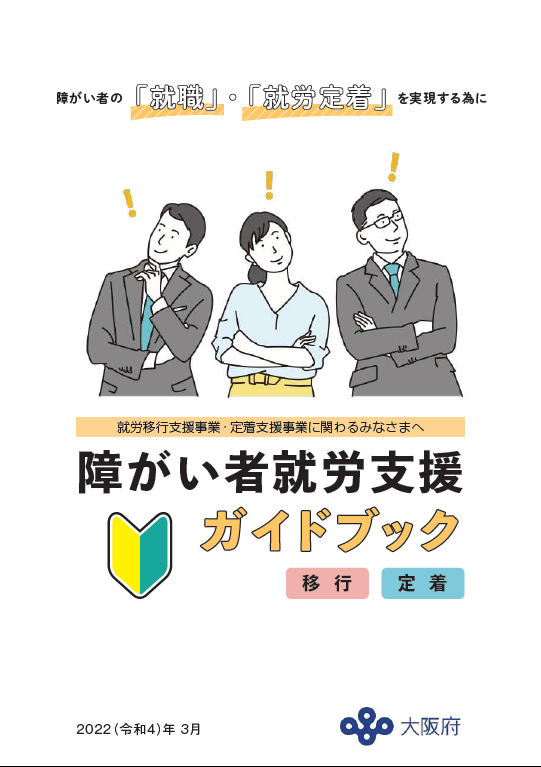 障がい者の「就職」・「就労定着」を実現する為に
！ ！ ！
就労移行支援事業・定着支援事業に関わるみなさまへ
障がい者就労支援
ガイドブック
移行 定着
2022（令和4）年 3月
大阪府